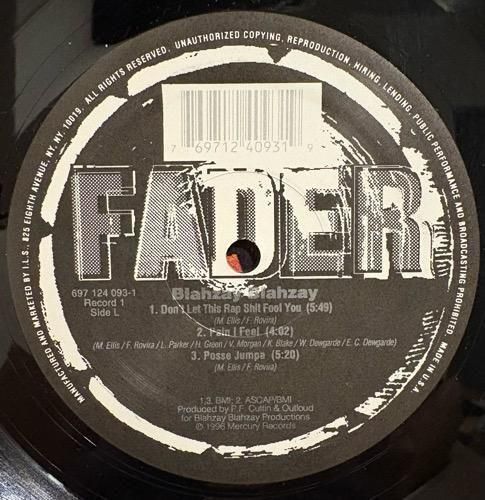 MANUFACTURED AND MARKETED BY I.L.S., 825 EIGHTH AVENUE, NY, NY, 10019. ALL RIGHTS RESERVED. UNAUTHORIZED COPYING, REPRODUCTION, HIRING, LENDING, PUBLIC PERFORMANCE AND BROADCASTING PROHIBITED. MADE IN U.S.A.
7 69712 40931 9
FADER
697 124 093-1
Record 1
Side L
Blahzay Blahzay
1. Don't Let This Rap Shit Fool You (5:49)
(M. Ellis / F. Rovira)
2. Pain I Feel (4:02)
(M. Ellis / F. Rovira / L. Parker / H. Green / V. Morgan / K. Blake / W. Dewgarde / E. C. Dewgarde)
3. Posse Jumpa (5:20)
(M. Ellis / F. Rovira)
1,3. BMI; 2. ASCAP/BMI
Produced by P.F. Cuttin & Outloud
for Blahzay Blahzay Productions
© 1996 Mercury Records